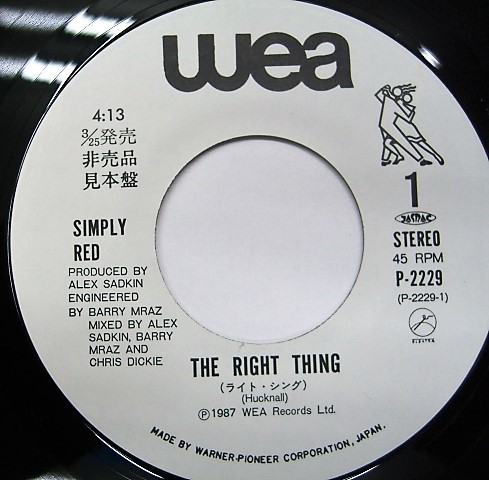 wea
4:13
3/25発売
非売品
見本盤
1
JASRAC
SIMPLY
RED
STEREO
45 RPM
P-2229
(P-2229-1)
PRODUCED BY
ALEX SADKIN
ENGINEERED
BY BARRY MRAZ
MIXED BY ALEX
SADKIN, BARRY
MRAZ AND
CHRIS DICKIE
THE RIGHT THING
(ライト・シング)
(Hucknall)
Ⓟ1987 WEA Records Ltd.
MADE BY WARNER-PIONEER CORPORATION, JAPAN.